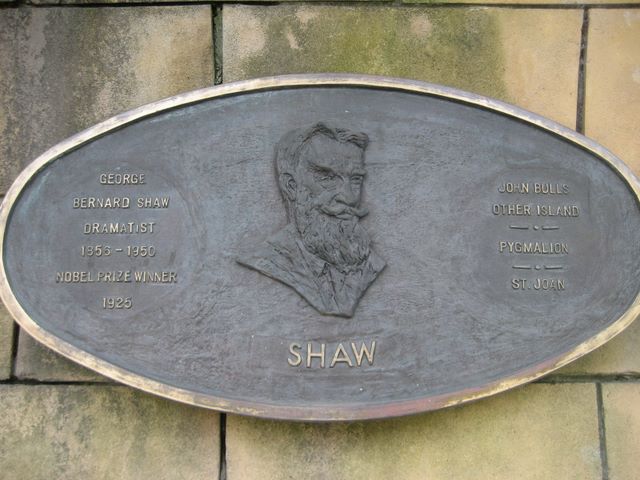 GEORGE
BERNARD SHAW
DRAMATIST
1856 - 1950
NOBEL PRIZE WINNER
1925
SHAW
JOHN BULLS
OTHER ISLAND
PYGMALION
ST. JOAN